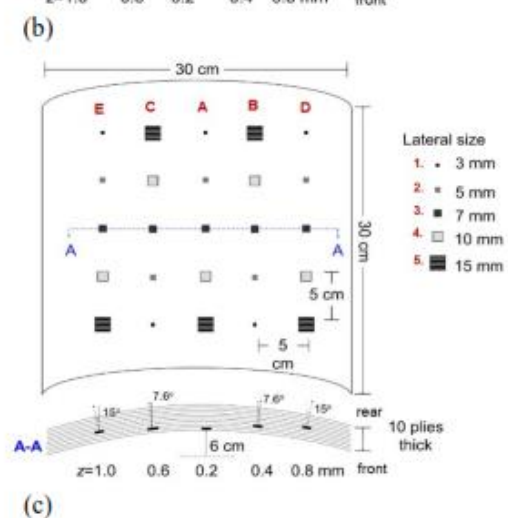 (b)
30 cm
E C A B D
Lateral size
1. 3 mm
2. 5 mm
3. 7 mm
4. 10 mm
5. 15 mm
A A
30 cm
5 cm
5
cm
15° 7.6° 7.6° 15°
rear
10 plies
thick
A-A
6 cm
front
z=1.0 0.6 0.2 0.4 0.8 mm
(c)